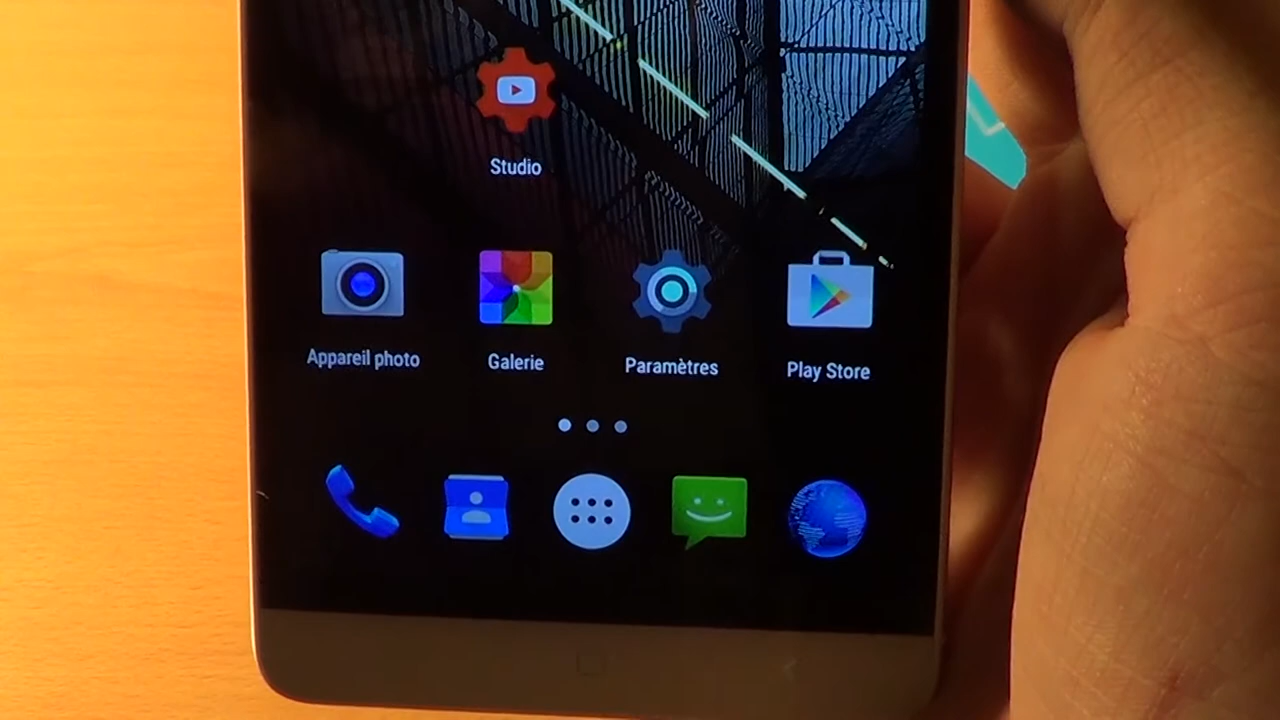 Studio
Appareil photo
Galerie
Paramètres
Play Store